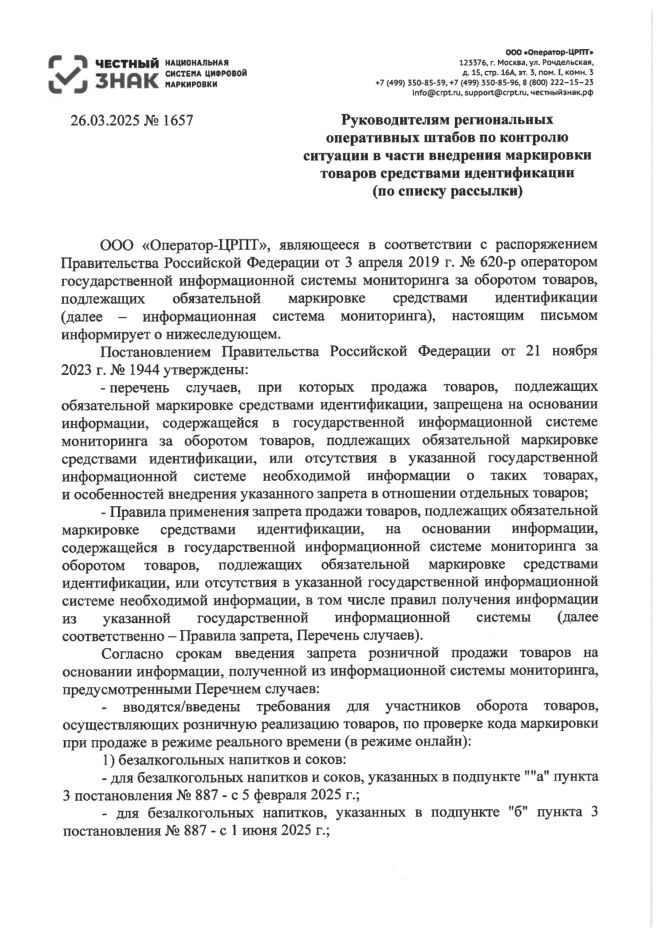 ЧЕСТНЫЙ ЗНАК
НАЦИОНАЛЬНАЯ СИСТЕМА ЦИФРОВОЙ МАРКИРОВКИ
ООО «Оператор-ЦРПТ»
123376, г. Москва, ул. Рочдельская,
д. 15, стр. 16А, эт. 3, пом. I, комн. 3
+7 (499) 350-85-59, +7 (499) 350-85-96, 8 (800) 222-15-23
info@crpt.ru, support@crpt.ru, честныйзнак.рф
26.03.2025 № 1657
Руководителям региональных
оперативных штабов по контролю
ситуации в части внедрения маркировки
товаров средствами идентификации
(по списку рассылки)
ООО «Оператор-ЦРПТ», являющееся в соответствии с распоряжением
Правительства Российской Федерации от 3 апреля 2019 г. № 620-р оператором
государственной информационной системы мониторинга за оборотом товаров,
подлежащих обязательной маркировке средствами идентификации
(далее – информационная система мониторинга), настоящим письмом
информирует о нижеследующем.
Постановлением Правительства Российской Федерации от 21 ноября
2023 г. № 1944 утверждены:
- перечень случаев, при которых продажа товаров, подлежащих
обязательной маркировке средствами идентификации, запрещена на основании
информации, содержащейся в государственной информационной системе
мониторинга за оборотом товаров, подлежащих обязательной маркировке
средствами идентификации, или отсутствия в указанной государственной
информационной системе необходимой информации о таких товарах,
и особенностей внедрения указанного запрета в отношении отдельных товаров;
- Правила применения запрета продажи товаров, подлежащих обязательной
маркировке средствами идентификации, на основании информации,
содержащейся в государственной информационной системе мониторинга за
оборотом товаров, подлежащих обязательной маркировке средствами
идентификации, или отсутствия в указанной государственной информационной
системе необходимой информации, в том числе правил получения информации
из указанной государственной информационной системы (далее
соответственно – Правила запрета, Перечень случаев).
Согласно срокам введения запрета розничной продажи товаров на
основании информации, полученной из информационной системы мониторинга,
предусмотренными Перечнем случаев:
- вводятся/введены требования для участников оборота товаров,
осуществляющих розничную реализацию товаров, по проверке кода маркировки
при продаже в режиме реального времени (в режиме онлайн):
1) безалкогольных напитков и соков:
- для безалкогольных напитков и соков, указанных в подпункте ""а" пункта
3 постановления № 887 - с 5 февраля 2025 г.;
- для безалкогольных напитков, указанных в подпункте "б" пункта 3
постановления № 887 - с 1 июня 2025 г.;